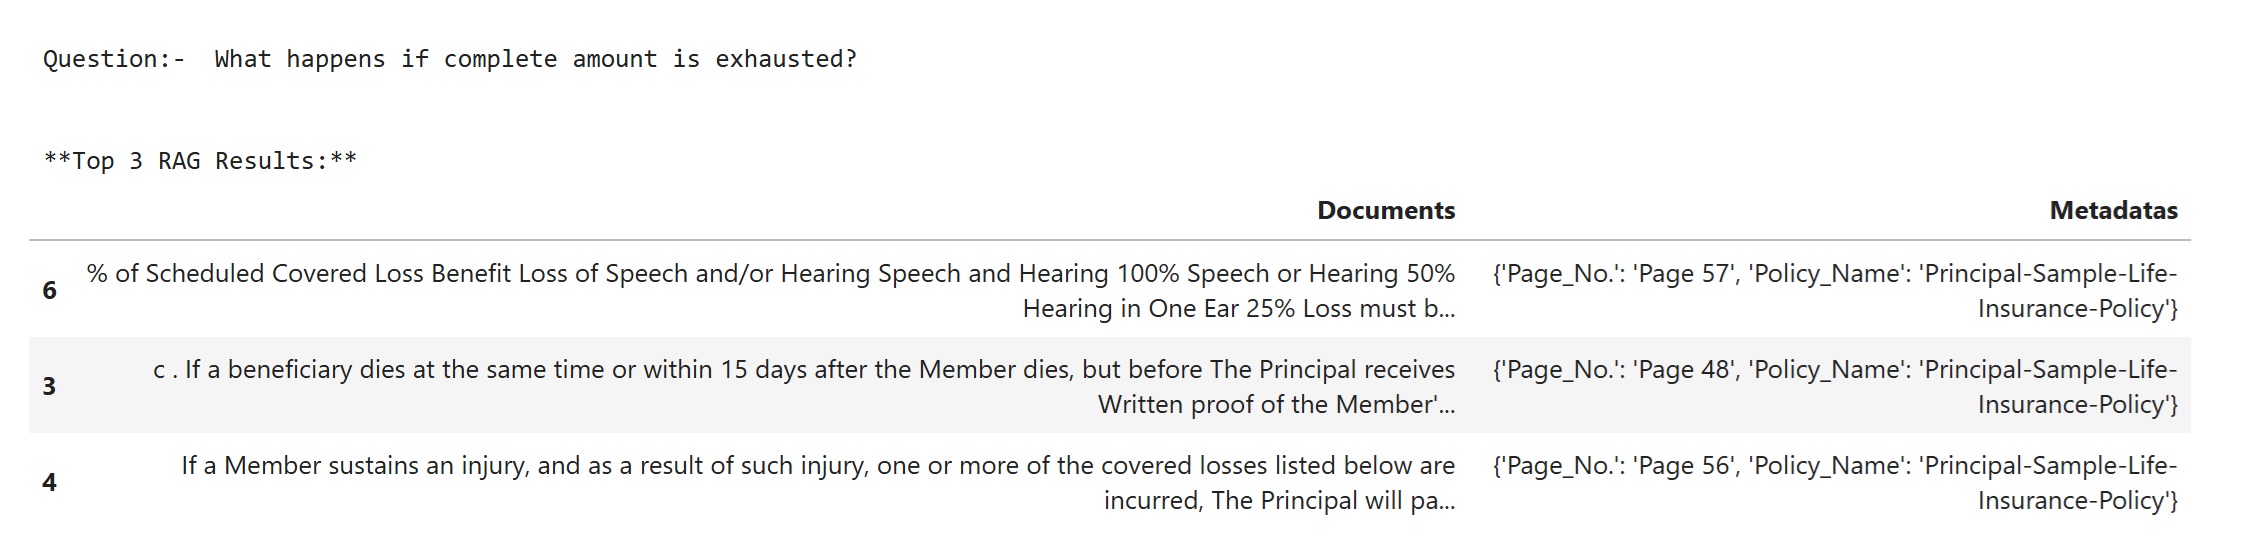 Question:-  What happens if complete amount is exhausted?
**Top 3 RAG Results:**
Documents Metadatas
6 % of Scheduled Covered Loss Benefit Loss of Speech and/or Hearing Speech and Hearing 100% Speech or Hearing 50% {'Page_No.': 'Page 57', 'Policy_Name': 'Principal-Sample-Life-
Hearing in One Ear 25% Loss must b... Insurance-Policy'}
3 c . If a beneficiary dies at the same time or within 15 days after the Member dies, but before The Principal receives {'Page_No.': 'Page 48', 'Policy_Name': 'Principal-Sample-Life-
Written proof of the Member'... Insurance-Policy'}
4 If a Member sustains an injury, and as a result of such injury, one or more of the covered losses listed below are {'Page_No.': 'Page 56', 'Policy_Name': 'Principal-Sample-Life-
incurred, The Principal will pa... Insurance-Policy'}